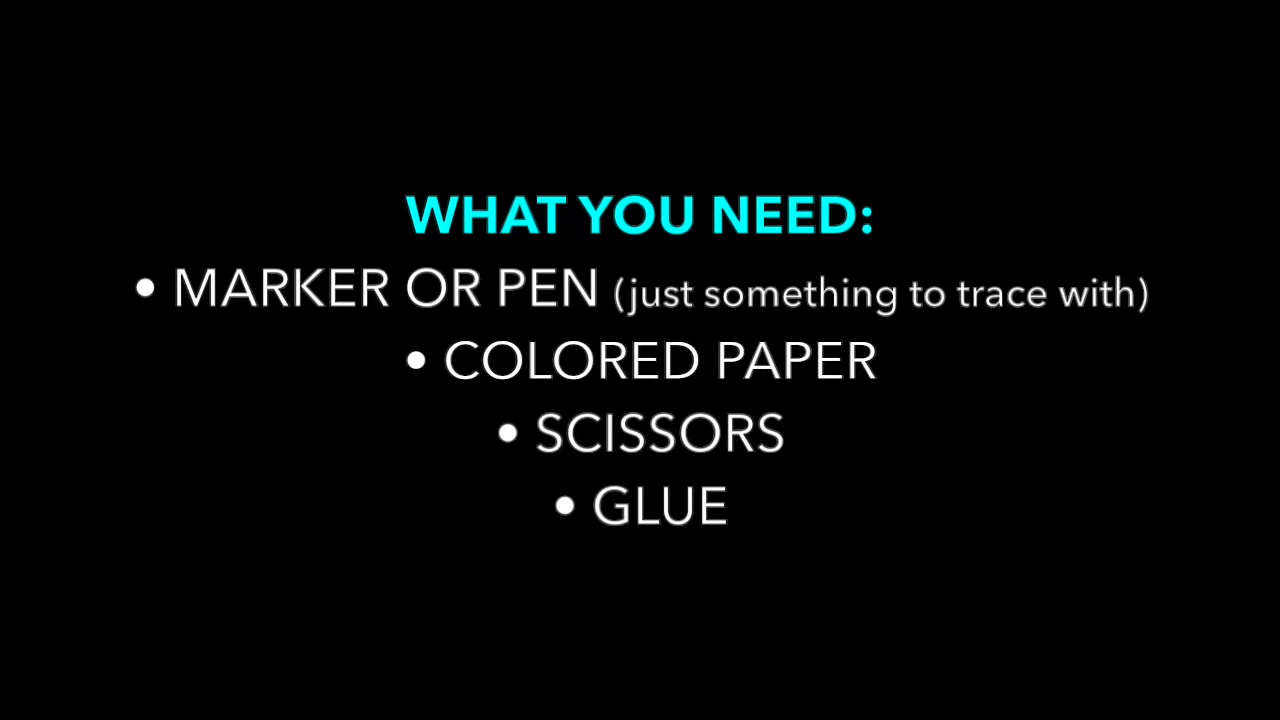 WHAT YOU NEED:
• MARKER OR PEN (just something to trace with)
• COLORED PAPER
• SCISSORS
• GLUE